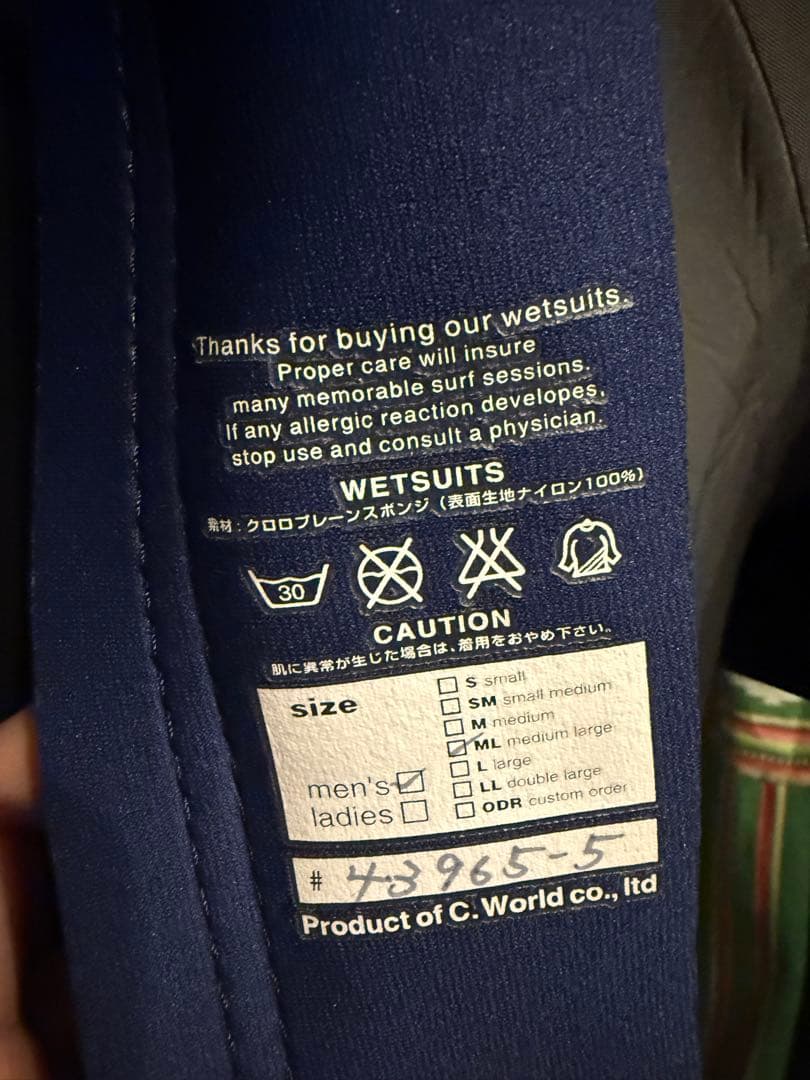 Thanks for buying our wetsuits.
Proper care will insure
many memorable surf sessions.
If any allergic reaction developes,
stop use and consult a physician.
WETSUITS
素材:クロロプレーンスポンジ(表面生地ナイロン100%)
30
CAUTION
肌に異常が生じた場合は、着用をおやめ下さい。
size
S small
SM small medium
M medium
ML medium large
L large
LL double large
ODR custom order
men's
ladies
# 43965-5
Product of C.World co., ltd